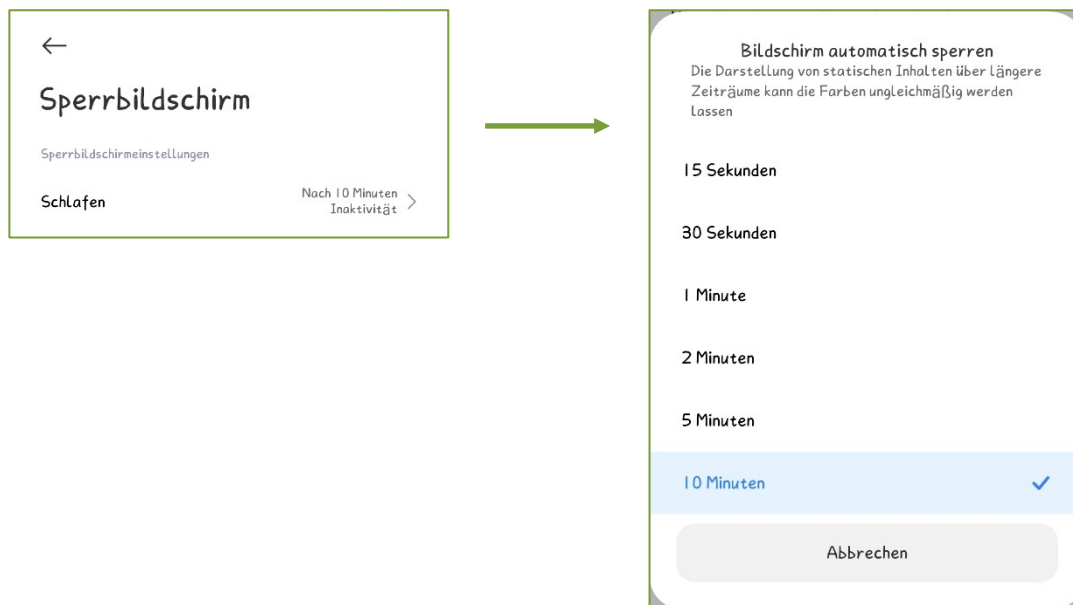 Sperrbildschirm
Sperrbildschirmeinstellungen
Schlafen
Nach 10 Minuten
Inaktivität
Bildschirm automatisch sperren
Die Darstellung von statischen Inhalten über längere
Zeiträume kann die Farben ungleichmäßig werden
lassen
15 Sekunden
30 Sekunden
1 Minute
2 Minuten
5 Minuten
10 Minuten
Abbrechen